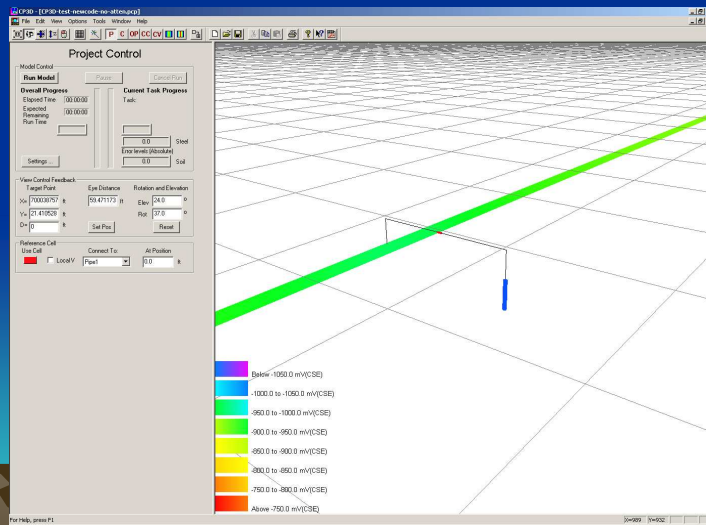 CP3D - [CP3D-test-newcode-no-atten.pcp]
File Edit View Options Tools Window Help
P C OP CC CV
Project Control
Model Control
Run Model Pause Cancel Run
Overall Progress Current Task Progress
Elapsed Time 00:00:00 Task:
Expected Remaining Run Time 00:00:00
0.0 Steel
Error levels (Absolute)
Settings ... 0.0 Soil
View Control Feedback
Target Point Eye Distance Rotation and Elevation
X= 700038757 ft 59.471173 ft Elev 24.0 °
Y= 21.410528 ft Rot 37.0 °
D= 0 ft Set Pos Reset
Reference Cell
Use Cell Connect To: At Position
Local V Pipe1 0.0 ft
Below -1050.0 mV(CSE)
-1000.0 to -1050.0 mV(CSE)
-950.0 to -1000.0 mV(CSE)
-900.0 to -950.0 mV(CSE)
-850.0 to -900.0 mV(CSE)
-800.0 to -850.0 mV(CSE)
-750.0 to -800.0 mV(CSE)
Above -750.0 mV(CSE)
For Help, press F1 X=989 Y=932